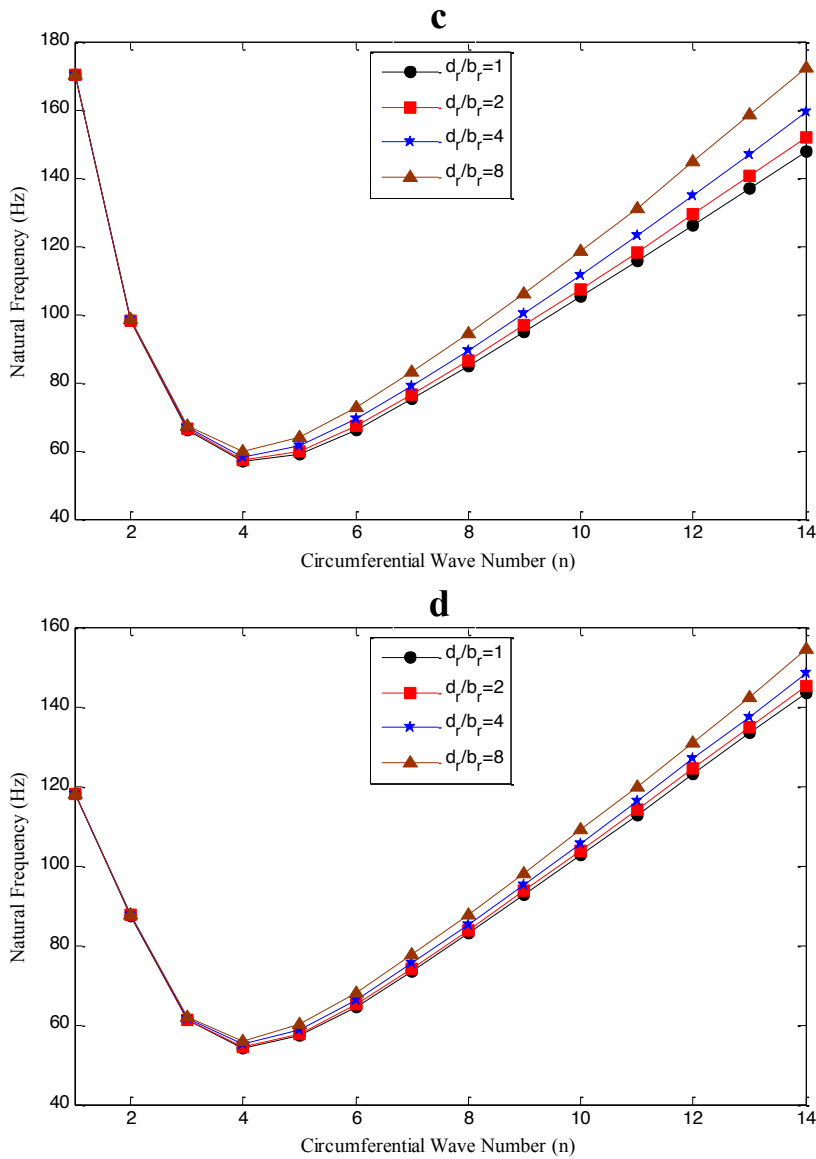 c
180
160
140
120
100
80
60
40
Natural Frequency (Hz)
d_r/b_r=1
d_r/b_r=2
d_r/b_r=4
d_r/b_r=8
2 4 6 8 10 12 14
Circumferential Wave Number (n)
d
160
140
120
100
80
60
40
Natural Frequency (Hz)
d_r/b_r=1
d_r/b_r=2
d_r/b_r=4
d_r/b_r=8
2 4 6 8 10 12 14
Circumferential Wave Number (n)